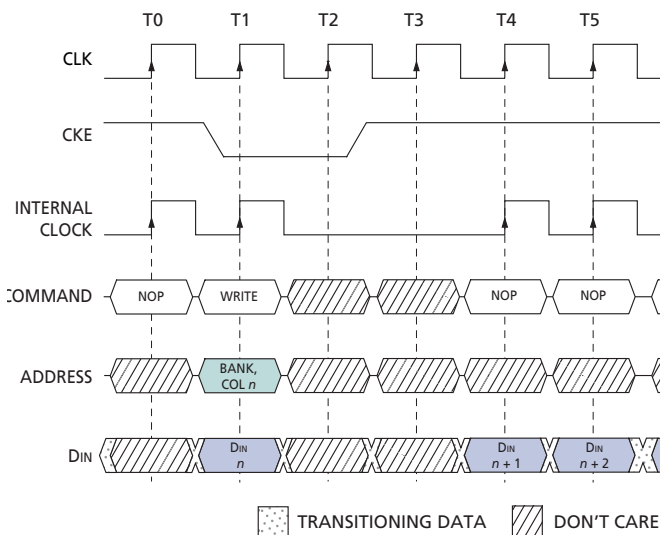 T0 T1 T2 T3 T4 T5
CLK
CKE
INTERNAL
CLOCK
COMMAND NOP WRITE NOP NOP
ADDRESS BANK,
COL n
DIN DIN
n DIN
n + 1 DIN
n + 2
TRANSITIONING DATA DON'T CARE